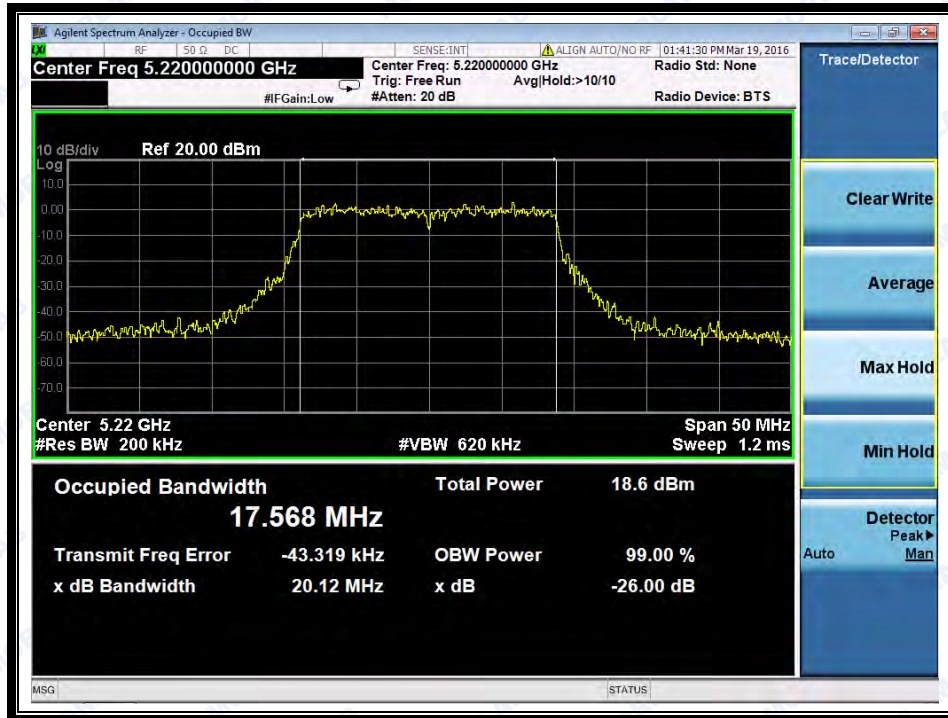 Agilent Spectrum Analyzer - Occupied BW
LXI RF 50 Ω DC SENSE:INT ALIGN AUTO/NO RF 01:41:30 PM Mar 19, 2016
Center Freq 5.220000000 GHz
Center Freq: 5.220000000 GHz
Radio Std: None
Trig: Free Run Avg|Hold:>10/10
#IFGain:Low #Atten: 20 dB Radio Device: BTS
10 dB/div Ref 20.00 dBm
Log
10.0
0.00
-10.0
-20.0
-30.0
-40.0
-50.0
-60.0
-70.0
Center 5.22 GHz Span 50 MHz
#Res BW 200 kHz #VBW 620 kHz Sweep 1.2 ms
Occupied Bandwidth Total Power 18.6 dBm
17.568 MHz
Transmit Freq Error -43.319 kHz OBW Power 99.00 %
x dB Bandwidth 20.12 MHz x dB -26.00 dB
MSG STATUS
Trace/Detector
Clear Write
Average
Max Hold
Min Hold
Detector
Peak
Auto Man